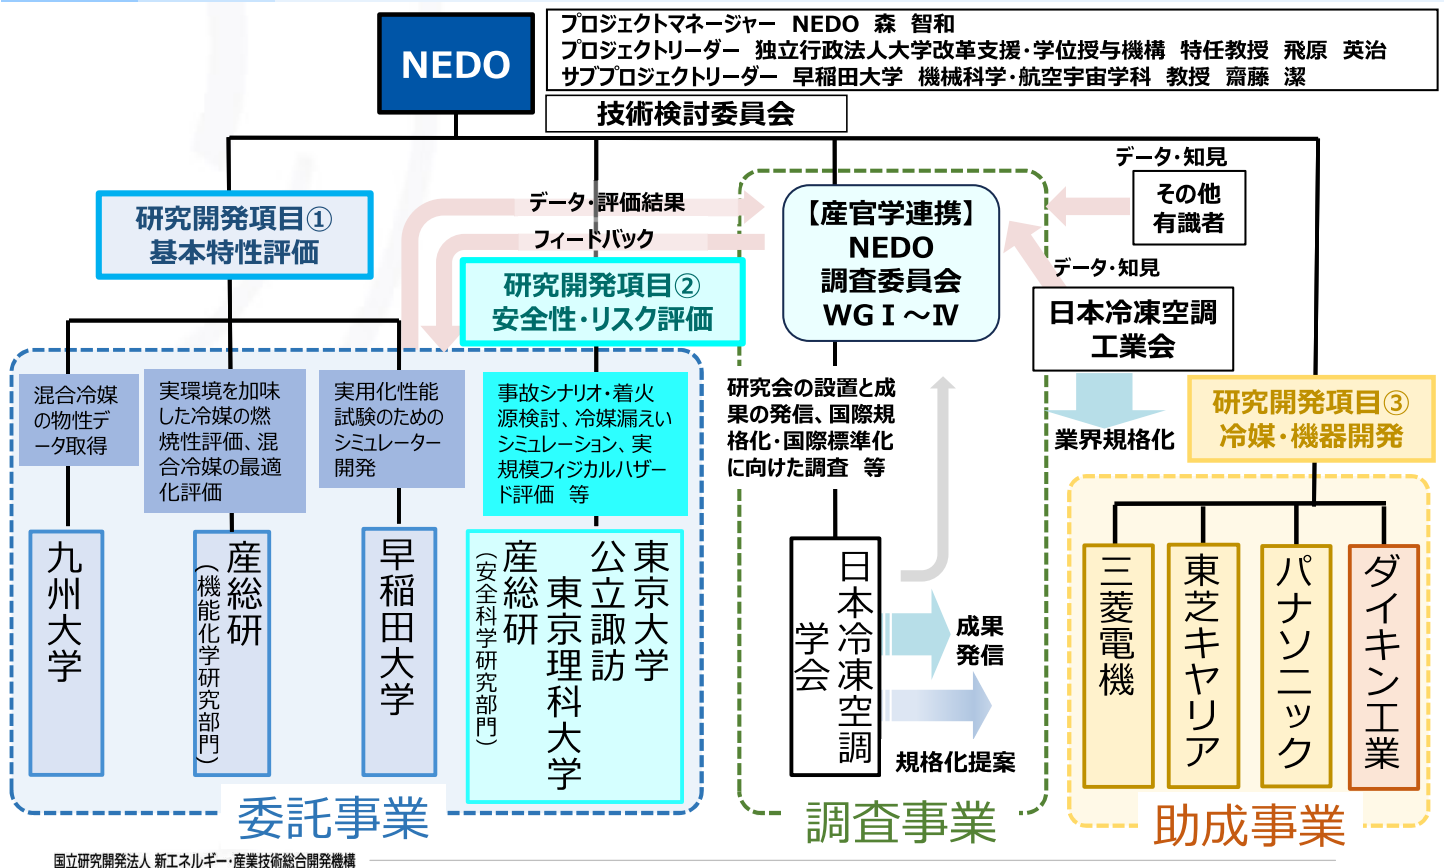 NEDO
プロジェクトマネージャー　NEDO　森　智和
プロジェクトリーダー　独立行政法人大学改革支援・学位授与機構　特任教授　飛原　英治
サブプロジェクトリーダー　早稲田大学　機械科学・航空宇宙学科　教授　齋藤　潔
技術検討委員会
研究開発項目①
基本特性評価
データ・評価結果
フィードバック
研究開発項目②
安全性・リスク評価
【産官学連携】
NEDO
調査委員会
WGⅠ～Ⅳ
データ・知見
その他
有識者
データ・知見
日本冷凍空調
工業会
業界規格化
研究開発項目③
冷媒・機器開発
混合冷媒
の物性デ
ータ取得
実環境を加味
した冷媒の燃
焼性評価、混
合冷媒の最適
化評価
実用化性能
試験のための
シミュレーター
開発
事故シナリオ・着火
源検討、冷媒漏えい
シミュレーション、実
規模フィジカルハザー
ド評価　等
研究会の設置と成
果の発信、国際規
格化・国際標準化
に向けた調査　等
九州大学
産総研
（機能化学研究部門）
早稲田大学
東京大学
公立諏訪
東京理科大学
産総研
（安全科学研究部門）
日本冷凍空調
学会
成果
発信
規格化提案
三菱電機
東芝キヤリア
パナソニック
ダイキン工業
委託事業
調査事業
助成事業
国立研究開発法人 新エネルギー・産業技術総合開発機構